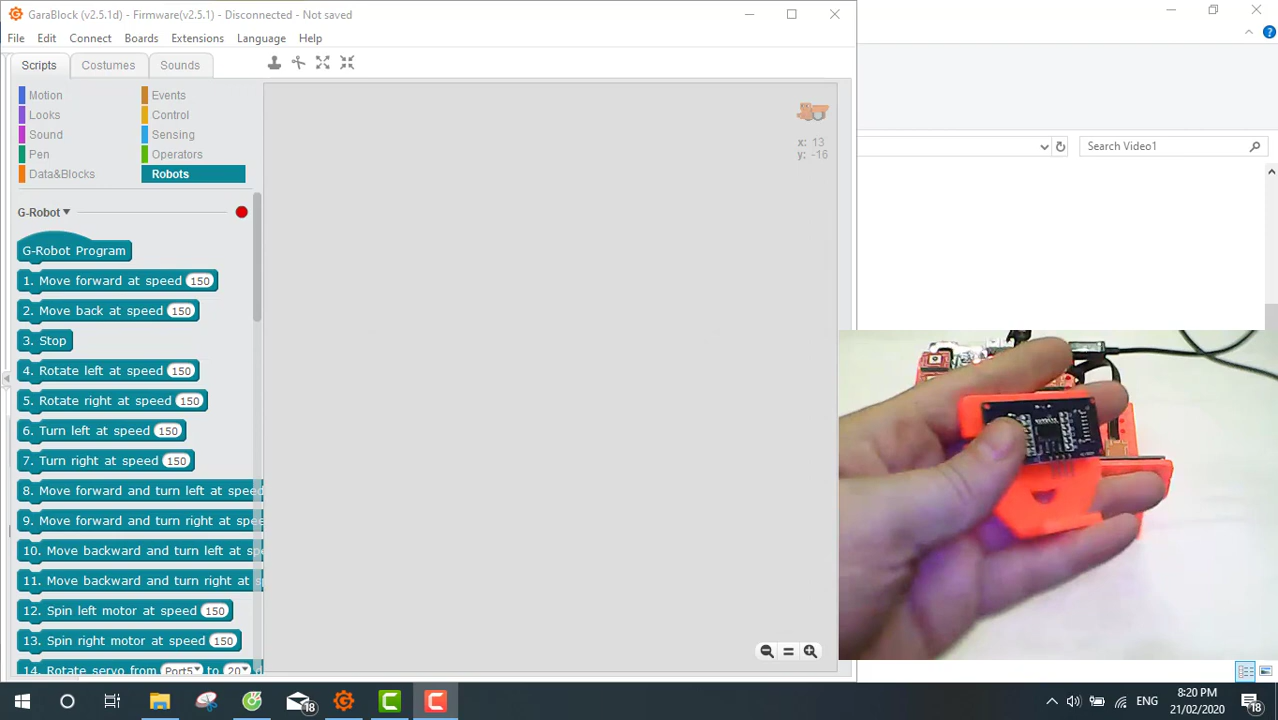 GaraBlock (v2.5.1d) - Firmware(v2.5.1) - Disconnected - Not saved
File Edit Connect Boards Extensions Language Help
Scripts Costumes Sounds
Motion Events
Looks Control
Sound Sensing
Pen Operators
Data&Blocks Robots
x: 13
y: -16
Search Video1
G-Robot
G-Robot Program
1. Move forward at speed 150
2. Move back at speed 150
3. Stop
4. Rotate left at speed 150
5. Rotate right at speed 150
6. Turn left at speed 150
7. Turn right at speed 150
8. Move forward and turn left at speed
9. Move forward and turn right at spee
10. Move backward and turn left at spe
11. Move backward and turn right at s
12. Spin left motor at speed 150
13. Spin right motor at speed 150
14. Rotate servo from Port5 to 20
18 ENG 8:20 PM
21/02/2020 18